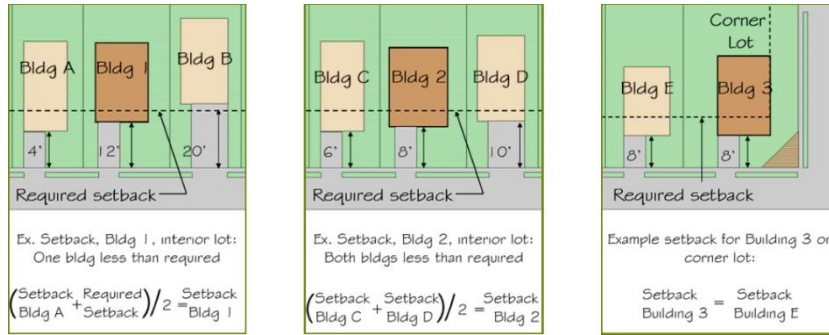 Bldg A
Bldg 1
Bldg B
4'
12'
20'
Required setback
Ex. Setback, Bldg 1, interior lot:
One bldg less than required
(Setback Bldg A + Required Setback)/2 = Setback Bldg 1
Bldg C
Bldg 2
Bldg D
6'
8'
10'
Required setback
Ex. Setback, Bldg 2, interior lot:
Both bldgs less than required
(Setback Bldg C + Setback Bldg D)/2 = Setback Bldg 2
Corner
Lot
Bldg E
Bldg 3
8'
8'
Required setback
Example setback for Building 3 on
corner lot:
Setback Building 3 = Setback Building E